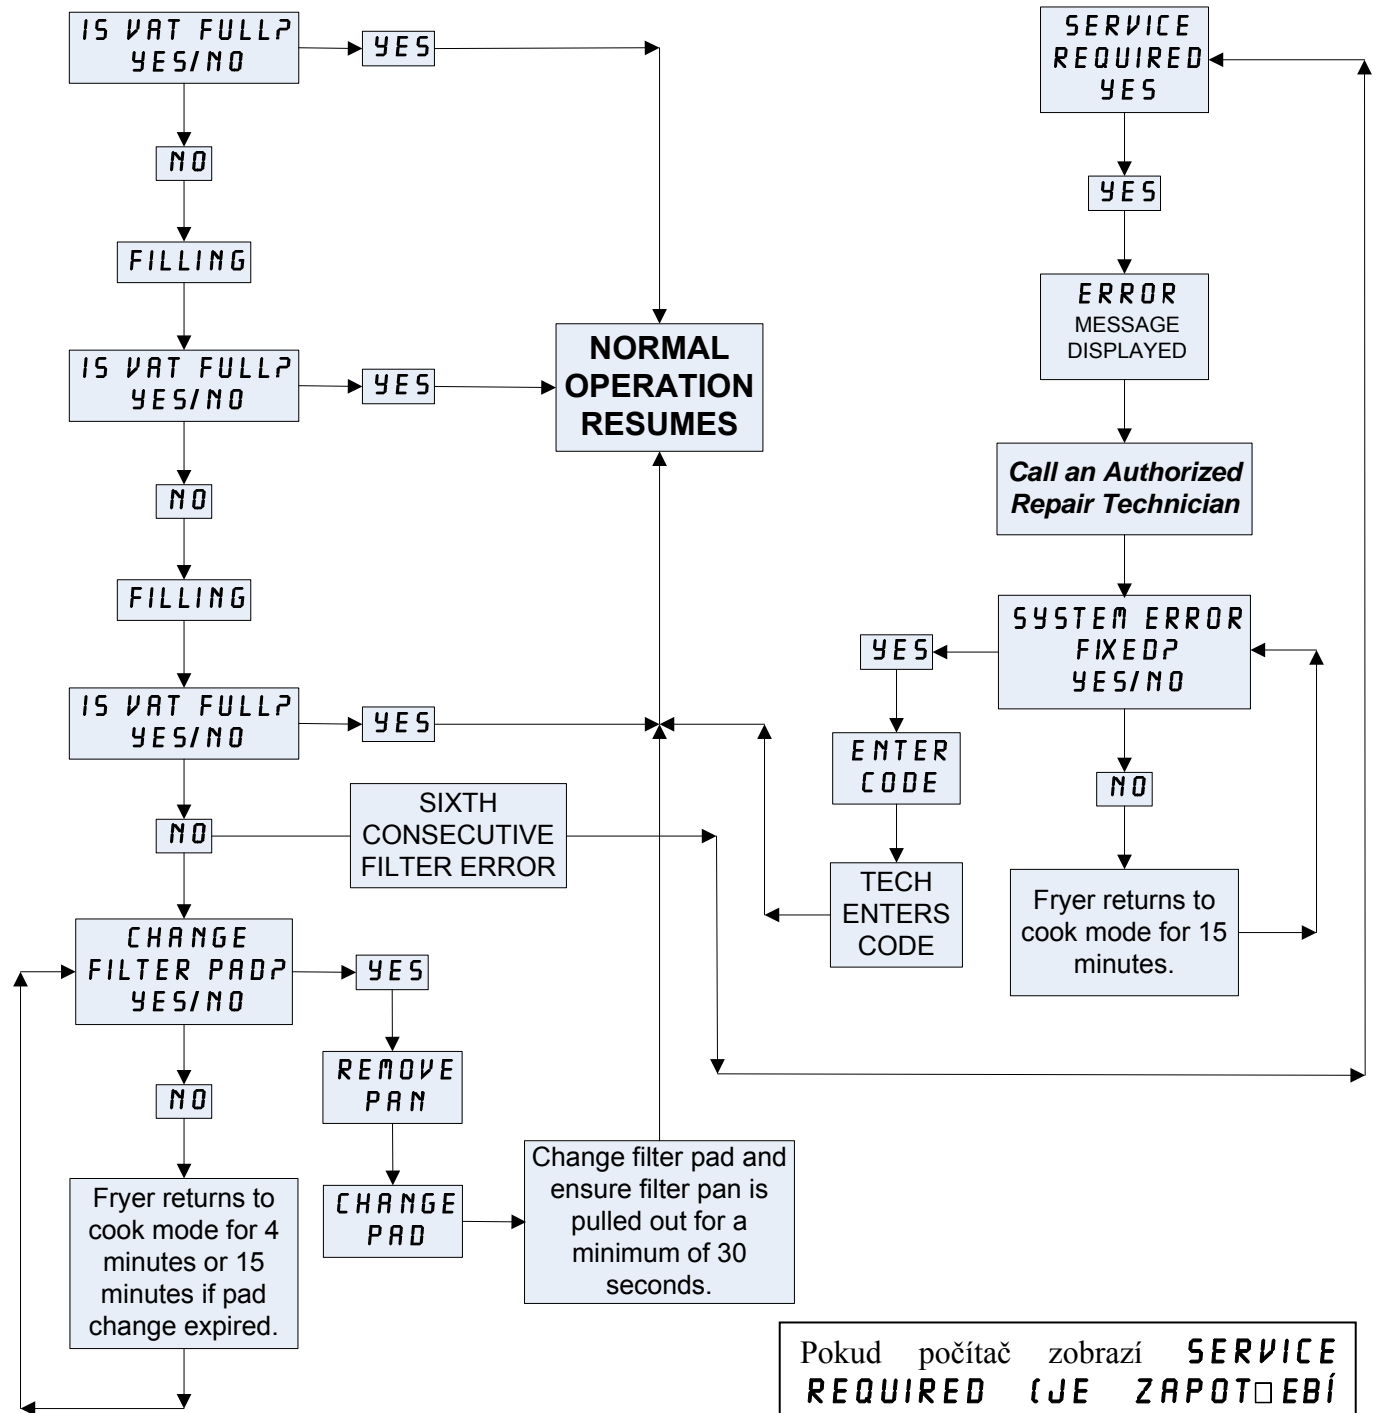 IS VAT FULL?
YES/NO
YES
NO
FILLING
IS VAT FULL?
YES/NO
YES
NO
FILLING
IS VAT FULL?
YES/NO
YES
NO
SIXTH
CONSECUTIVE
FILTER ERROR
CHANGE
FILTER PAD?
YES/NO
YES
REMOVE
PAN
CHANGE
PAD
NO
Fryer returns to
cook mode for 4
minutes or 15
minutes if pad
change expired.
Change filter pad and
ensure filter pan is
pulled out for a
minimum of 30
seconds.
NORMAL
OPERATION
RESUMES
SERVICE
REQUIRED
YES
YES
ERROR
MESSAGE
DISPLAYED
Call an Authorized
Repair Technician
SYSTEM ERROR
FIXED?
YES/NO
YES
ENTER
CODE
TECH
ENTERS
CODE
NO
Fryer returns to
cook mode for 15
minutes.
Pokud počítač zobrazí SERVICE
REQUIRED (JE ZAPOT□EBÍ